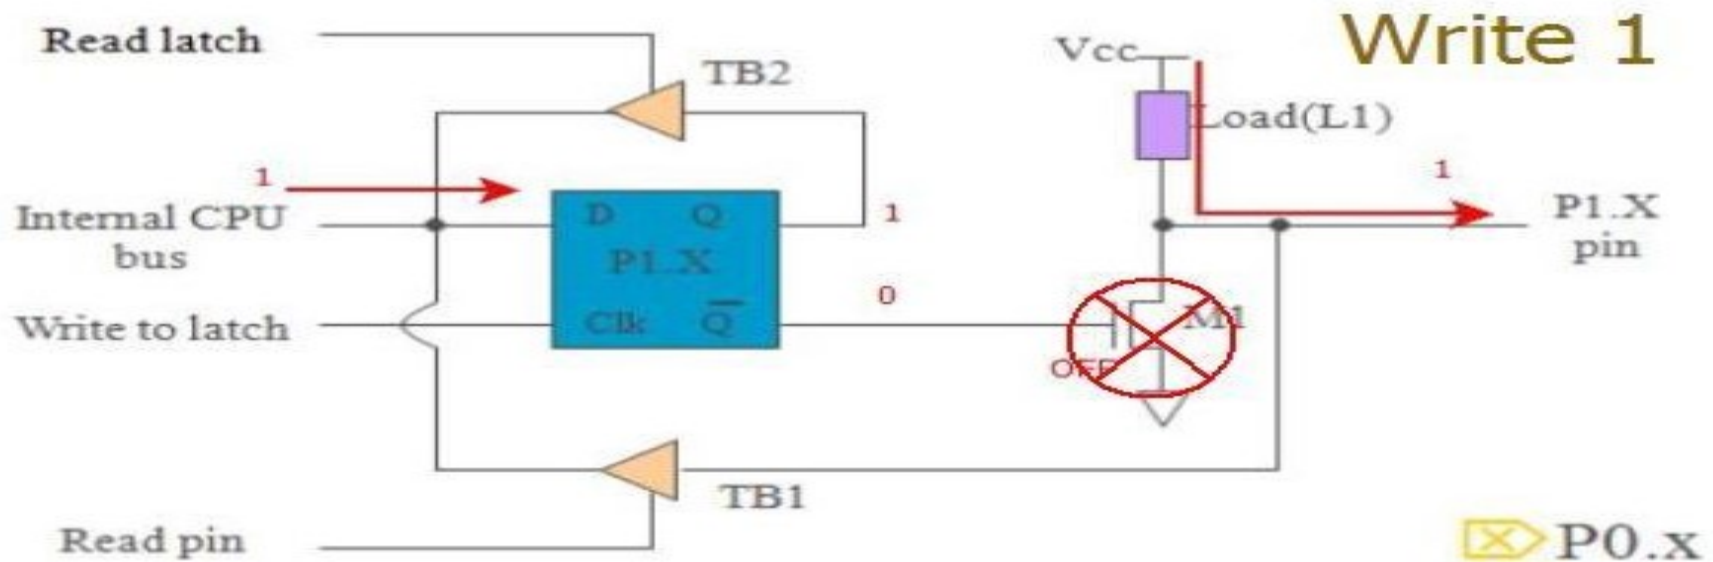 Write 1
Read latch
TB2
Vcc
Load(L1)
1
1
Internal CPU
bus
D Q
1
P1.X
pin
P1.X
0
Write to latch
Clk Q̅
M1
OFF
TB1
Read pin
P0.x